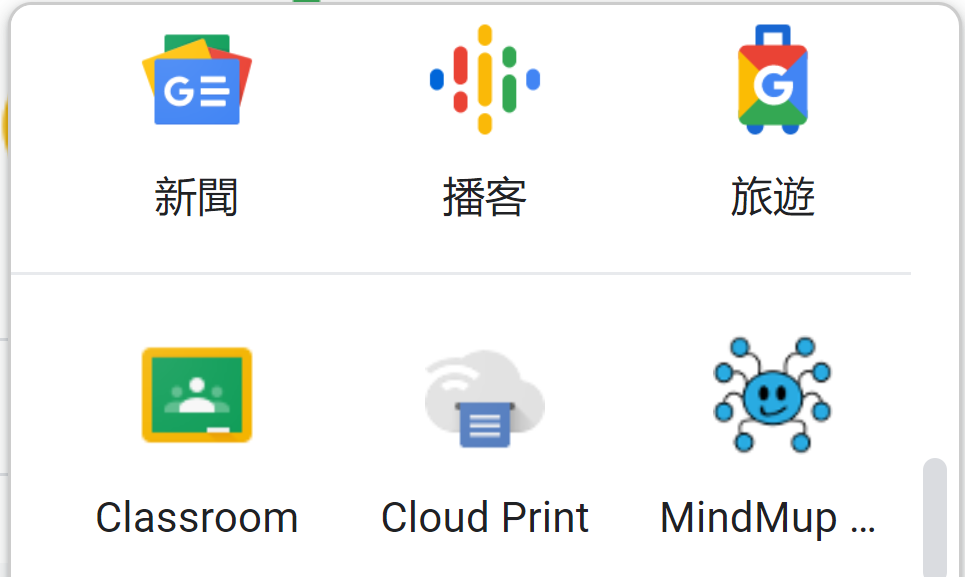 新聞 播客 旅遊
Classroom Cloud Print MindMup ...